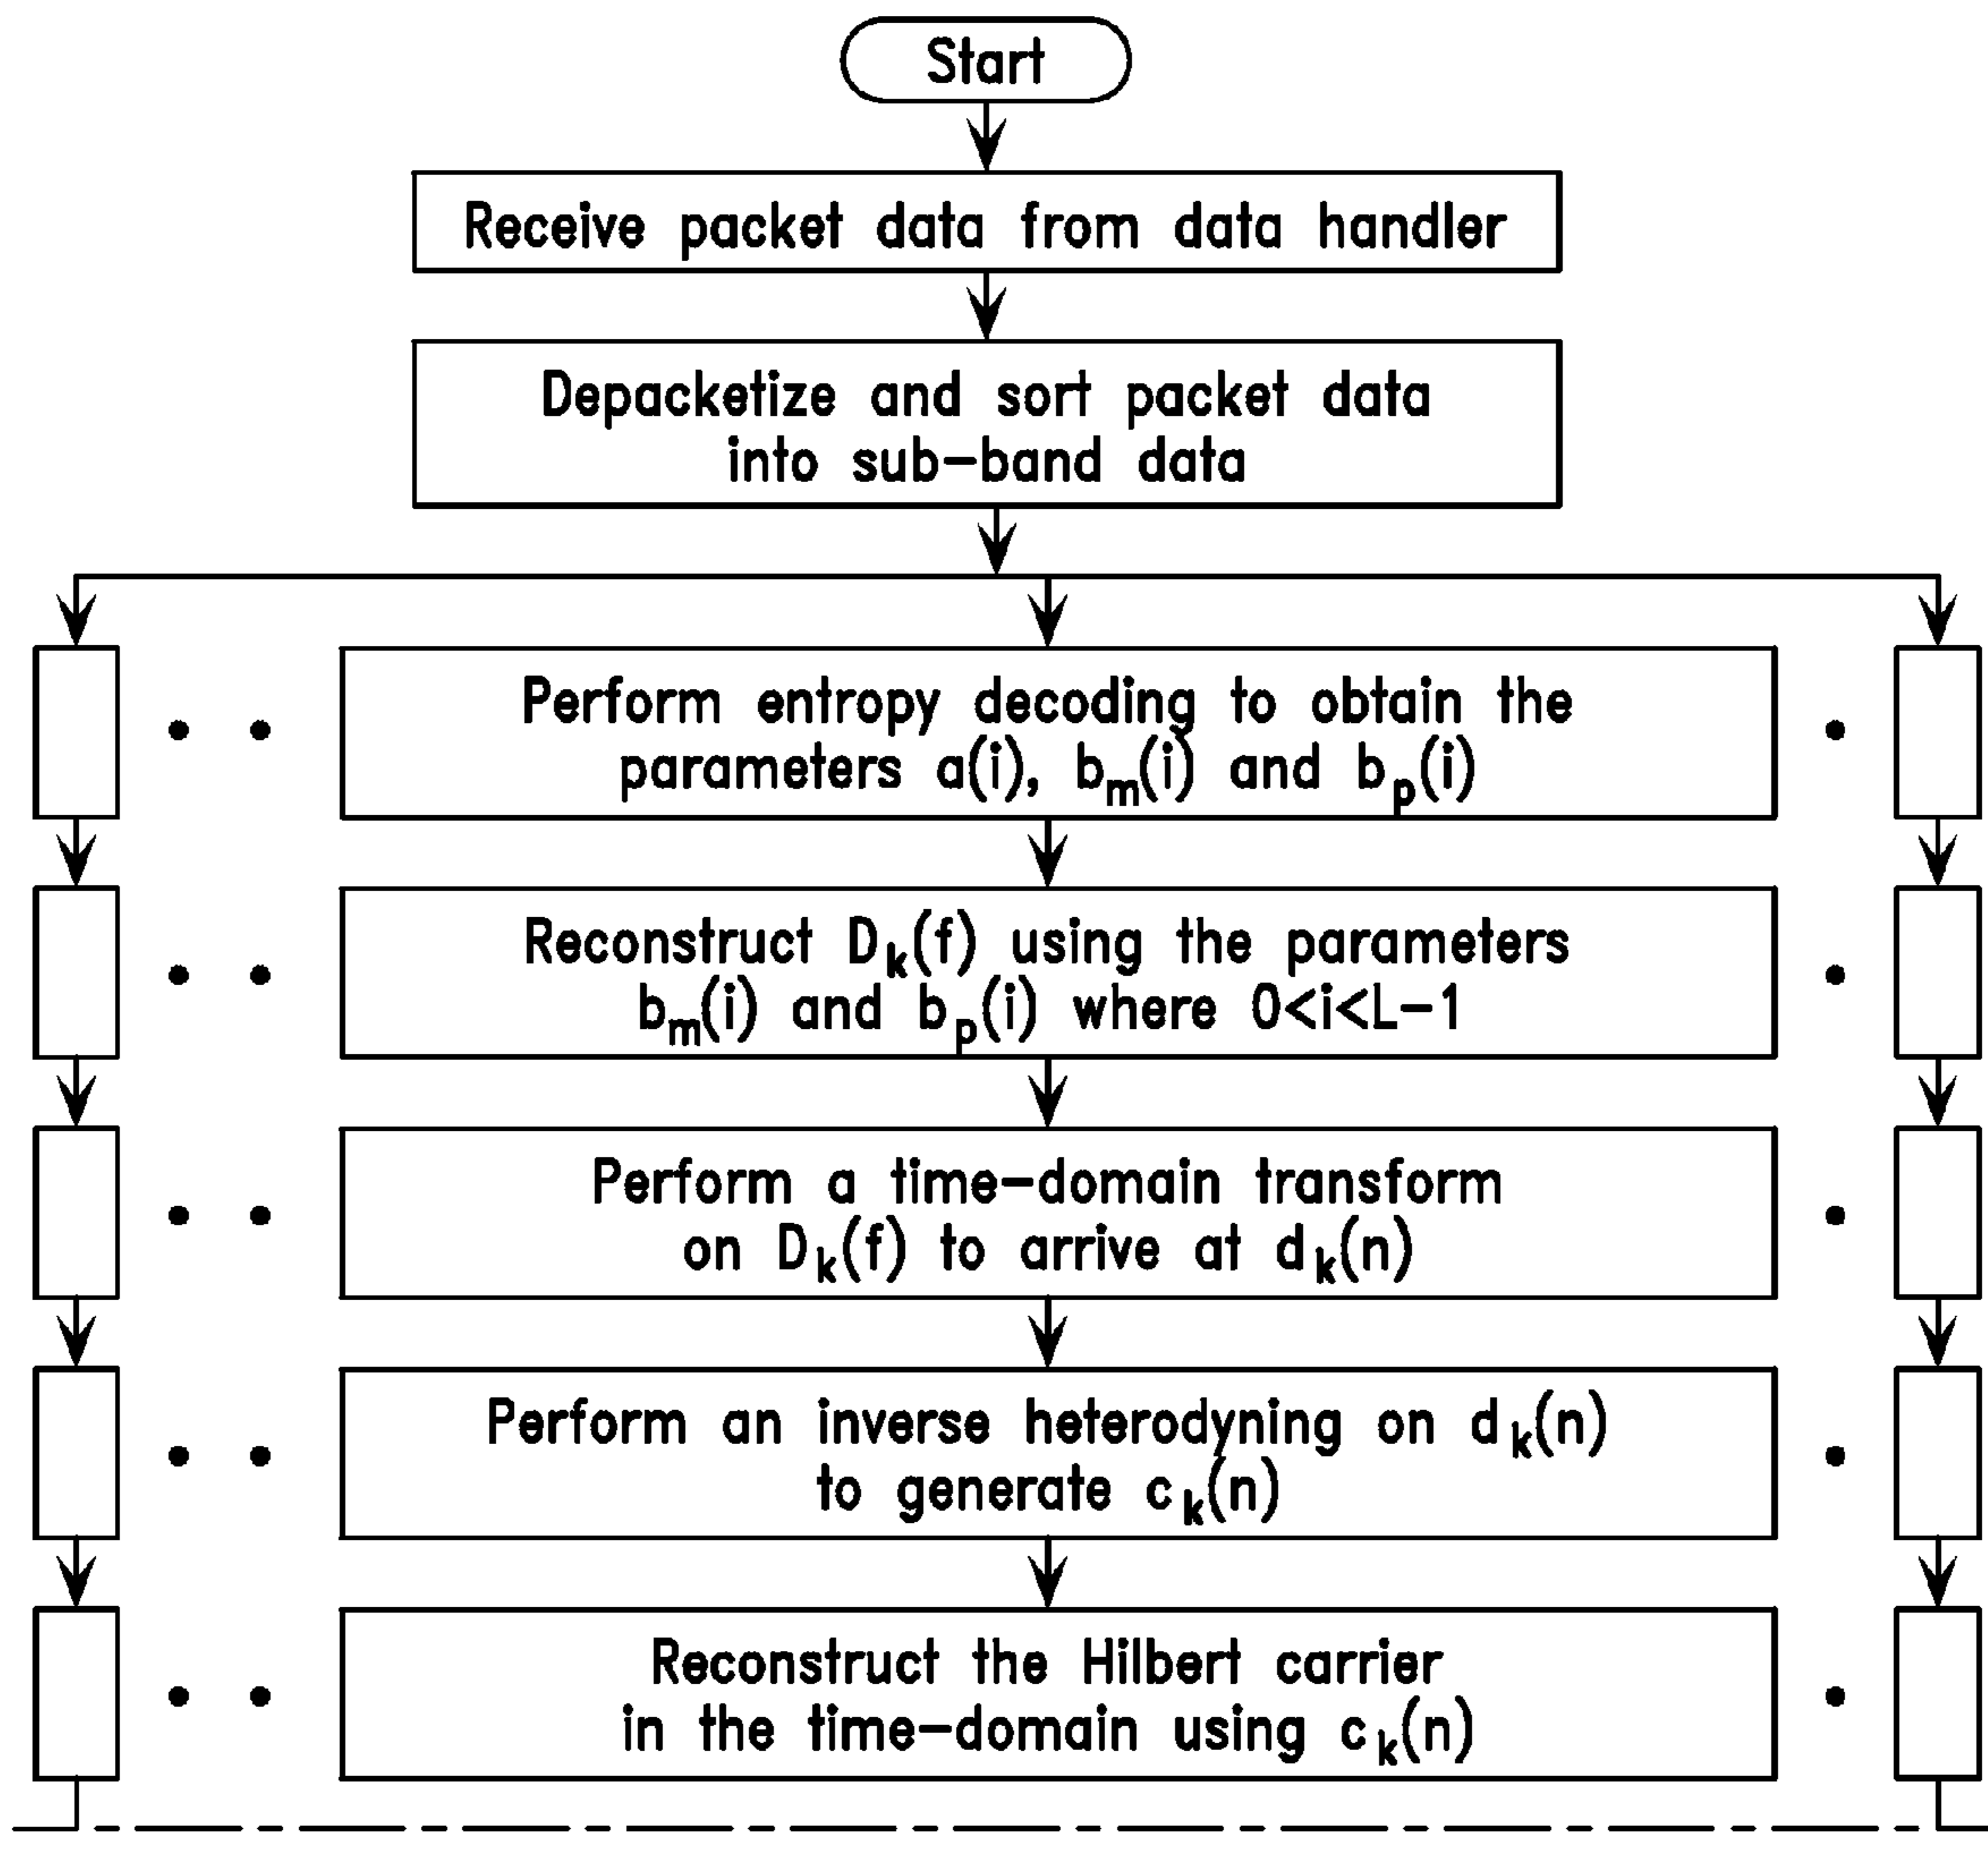 Start
Receive packet data from data handler
Depacketize and sort packet data
into sub-band data
Perform entropy decoding to obtain the
parameters a(i), bₘ(i) and bₚ(i)
Reconstruct Dₖ(f) using the parameters
bₘ(i) and bₚ(i) where 0<i<L-1
Perform a time-domain transform
on Dₖ(f) to arrive at dₖ(n)
Perform an inverse heterodyning on dₖ(n)
to generate cₖ(n)
Reconstruct the Hilbert carrier
in the time-domain using cₖ(n)